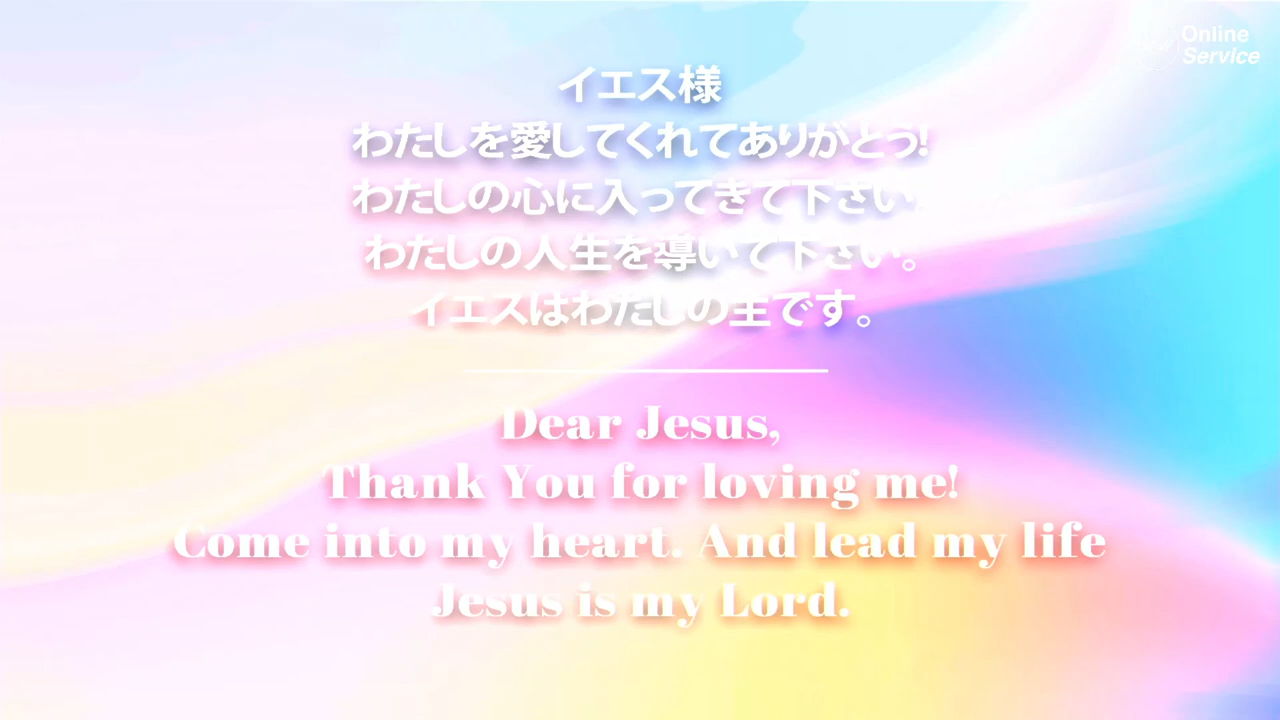 Online
Service
イエス様
わたしを愛してくれてありがとう!
わたしの心に入ってきて下さい!
わたしの人生を導いて下さい。
イエスはわたしの主です。
Dear Jesus,
Thank You for loving me!
Come into my heart. And lead my life
Jesus is my Lord.